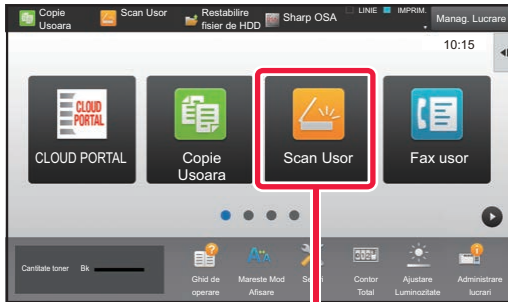 Copie
Usoara
Scan Usor
Restabilire
fisier de HDD
Sharp OSA
LINIE
IMPRIM.
Manag. Lucrare
10:15
CLOUD
PORTAL
CLOUD PORTAL
Copie
Usoara
Scan Usor
Fax usor
Cantitate toner
Bk
Ghid de
operare
Mareste Mod
Afisare
Contor
Total
Ajustare
Luminozitate
Administrare
lucrari